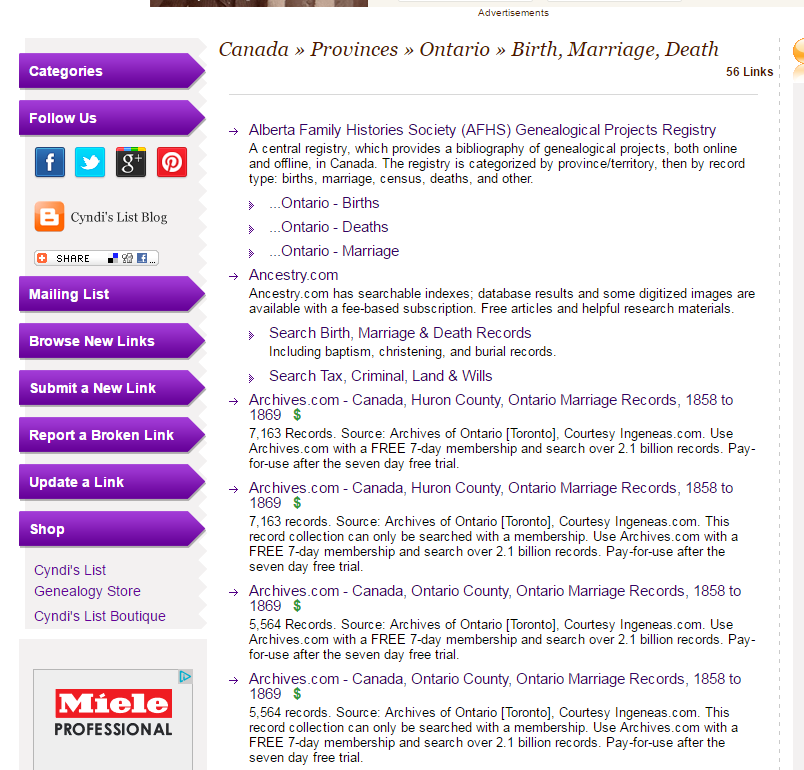 Advertisements
Canada » Provinces » Ontario » Birth, Marriage, Death
56 Links
Categories
Follow Us
Cyndi's List Blog
SHARE
Mailing List
Browse New Links
Submit a New Link
Report a Broken Link
Update a Link
Shop
Cyndi's List
Genealogy Store
Cyndi's List Boutique
Miele
PROFESSIONAL
Alberta Family Histories Society (AFHS) Genealogical Projects Registry
A central registry, which provides a bibliography of genealogical projects, both online
and offline, in Canada. The registry is categorized by province/territory, then by record
type: births, marriage, census, deaths, and other.
...Ontario - Births
...Ontario - Deaths
...Ontario - Marriage
Ancestry.com
Ancestry.com has searchable indexes; database results and some digitized images are
available with a fee-based subscription. Free articles and helpful research materials.
Search Birth, Marriage & Death Records
Including baptism, christening, and burial records.
Search Tax, Criminal, Land & Wills
Archives.com - Canada, Huron County, Ontario Marriage Records, 1858 to
1869 $
7,163 Records. Source: Archives of Ontario [Toronto], Courtesy Ingeneas.com. Use
Archives.com with a FREE 7-day membership and search over 2.1 billion records. Pay-
for-use after the seven day free trial.
Archives.com - Canada, Huron County, Ontario Marriage Records, 1858 to
1869 $
7,163 records. Source: Archives of Ontario [Toronto], Courtesy Ingeneas.com. This
record collection can only be searched with a membership. Use Archives.com with a
FREE 7-day membership and search over 2.1 billion records. Pay-for-use after the
seven day free trial.
Archives.com - Canada, Ontario County, Ontario Marriage Records, 1858 to
1869 $
5,564 Records. Source: Archives of Ontario [Toronto], Courtesy Ingeneas.com. Use
Archives.com with a FREE 7-day membership and search over 2.1 billion records. Pay-
for-use after the seven day free trial.
Archives.com - Canada, Ontario County, Ontario Marriage Records, 1858 to
1869 $
5,564 records. Source: Archives of Ontario [Toronto], Courtesy Ingeneas.com. This
record collection can only be searched with a membership. Use Archives.com with a
FREE 7-day membership and search over 2.1 billion records. Pay-for-use after the
seven day free trial.